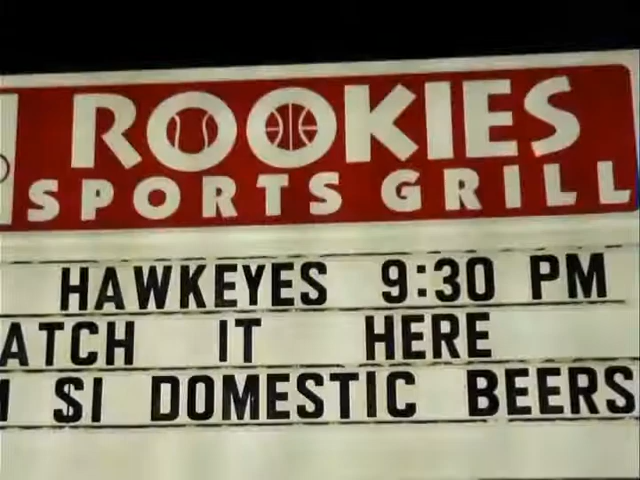 ROOKIES
SPORTS GRILL
HAWKEYES 9:30 PM
ATCH IT HERE
SI DOMESTIC BEERS